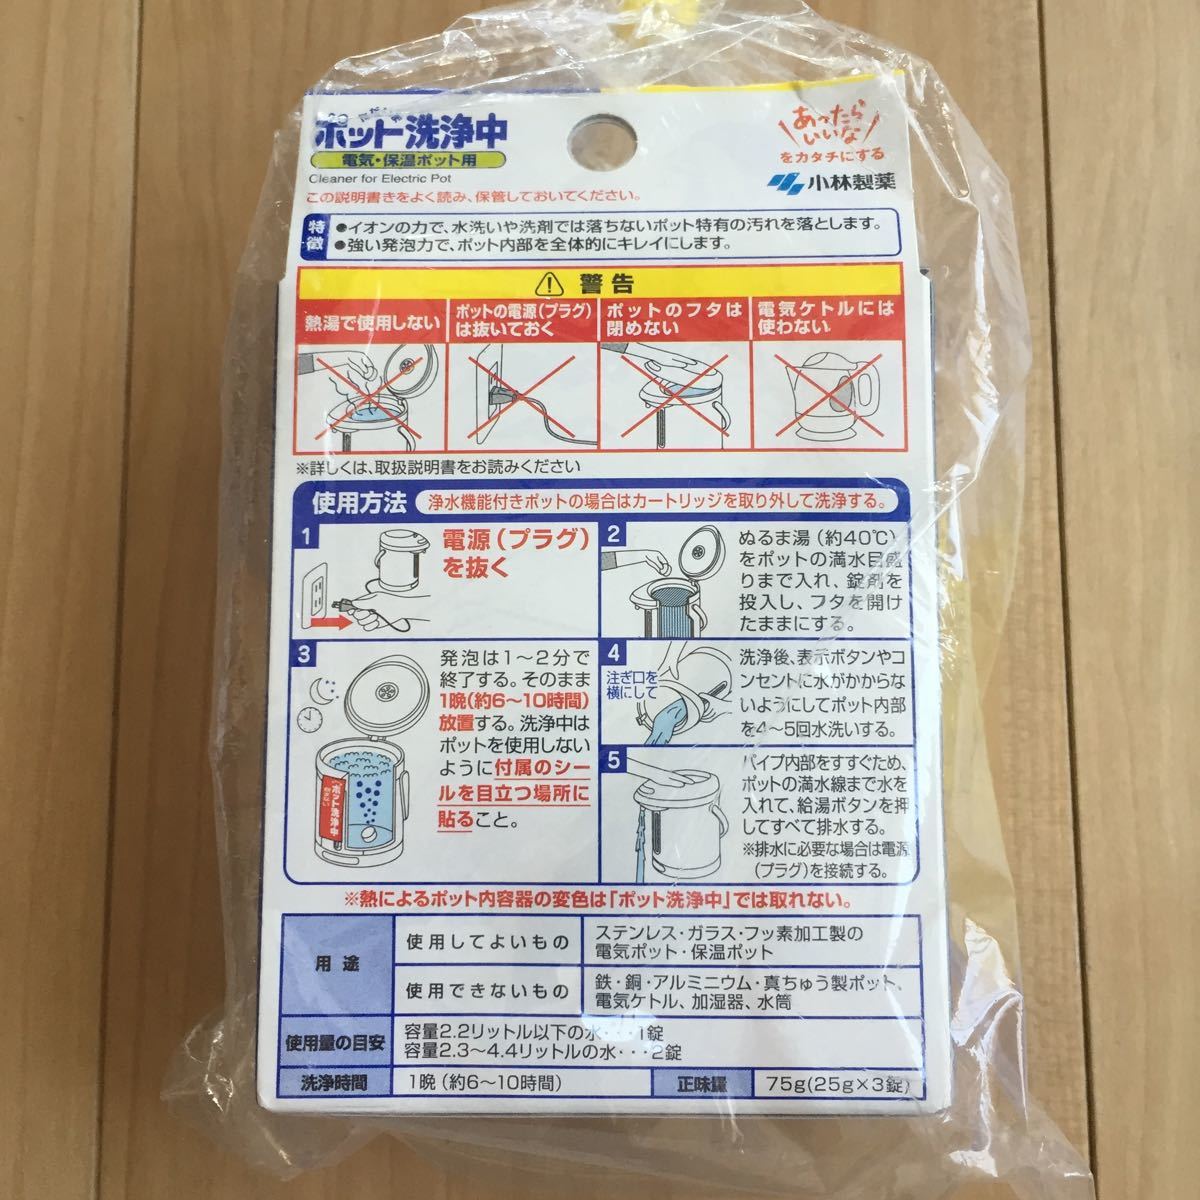 ポット洗浄中
電気・保温ポット用
Cleaner for Electric Pot
この説明書きをよく読み、保管しておいてください。
あったら
いいな
をカタチにする
小林製薬
特徴
●イオンの力で、水洗いや洗剤では落ちないポット特有の汚れを落とします。
●強い発泡力で、ポット内部を全体的にキレイにします。
警告
熱湯で使用しない
ポットの電源(プラグ)
は抜いておく
ポットのフタは
閉めない
電気ケトルには
使わない
※詳しくは、取扱説明書をお読みください
使用方法
浄水機能付きポットの場合はカートリッジを取り外して洗浄する。
1
電源(プラグ)
を抜く
2
ぬるま湯(約40℃)
をポットの満水目盛
りまで入れ、錠剤を
投入し、フタを開け
たままにする。
3
発泡は1〜2分で
終了する。そのまま
1晩(約6〜10時間)
放置する。洗浄中は
ポットを使用しない
ように付属のシー
ルを目立つ場所に
貼ること。
ポット洗浄中
4
注ぎ口を
横にして
洗浄後、表示ボタンやコ
ンセントに水がかからな
いようにしてポット内部
を4〜5回水洗いする。
5
パイプ内部をすすぐため、
ポットの満水線まで水を
入れて、給湯ボタンを押
してすべて排水する。
※排水に必要な場合は電源
(プラグ)を接続する。
※熱によるポット内容器の変色は「ポット洗浄中」では取れない。
用途
使用してよいもの
ステンレス・ガラス・フッ素加工製の
電気ポット・保温ポット
使用できないもの
鉄・銅・アルミニウム・真ちゅう製ポット、
電気ケトル、加湿器、水筒
使用量の目安
容量2.2リットル以下の水・・・1錠
容量2.3〜4.4リットルの水・・・2錠
洗浄時間
1晩(約6〜10時間)
正味量
75g(25g×3錠)